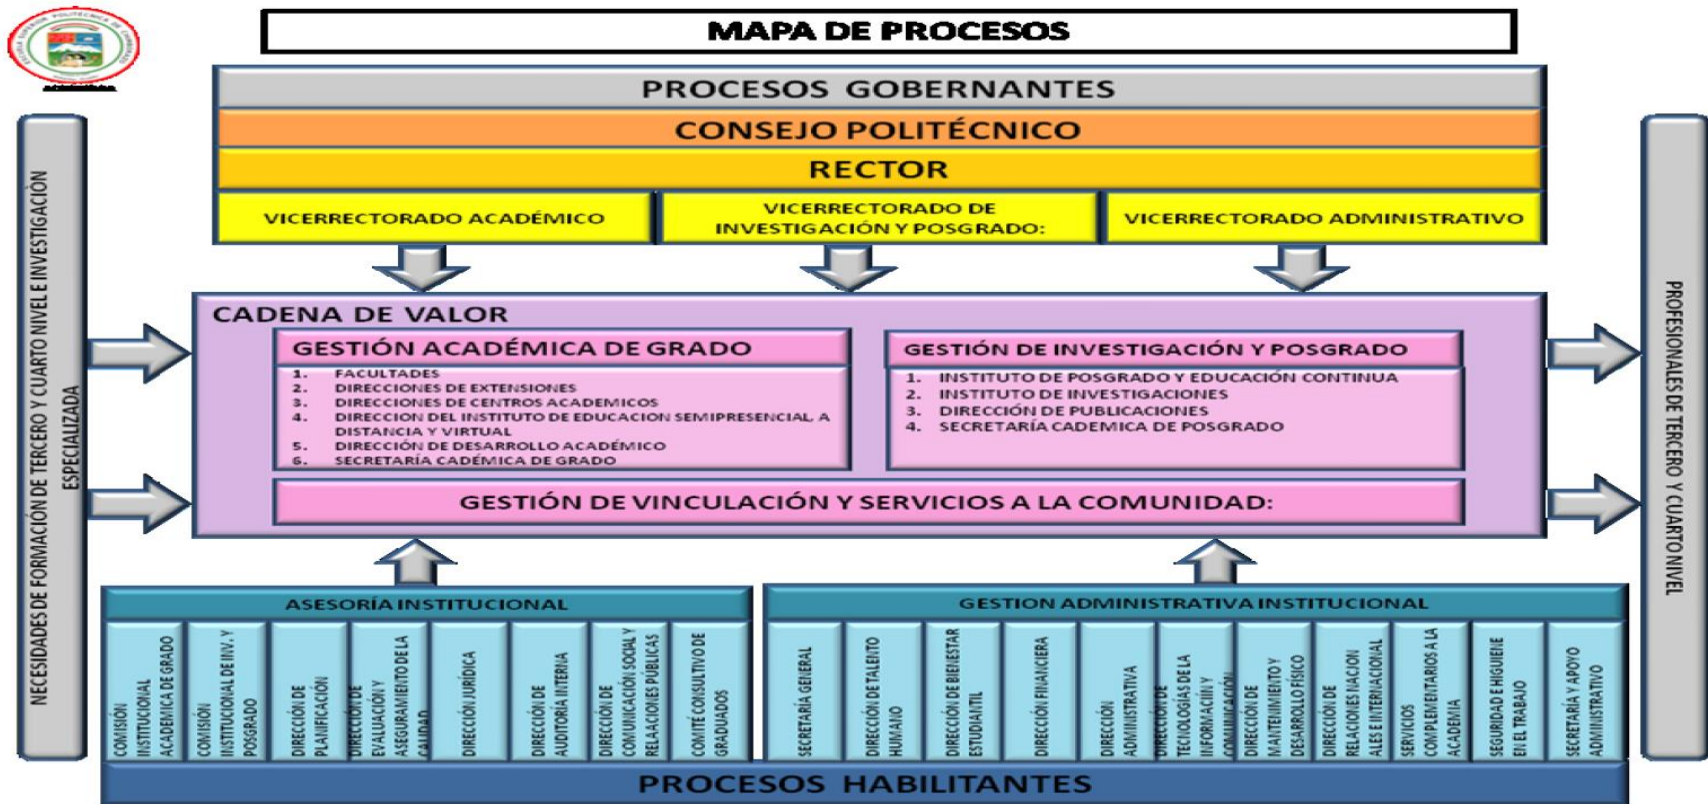 MAPA DE PROCESOS
ESCUELA SUPERIOR POLITÉCNICA DE CHIMBORAZO
PROCESOS GOBERNANTES
CONSEJO POLITÉCNICO
RECTOR
VICERRECTORADO ACADÉMICO
VICERRECTORADO DE
INVESTIGACIÓN Y POSGRADO:
VICERRECTORADO ADMINISTRATIVO
NECESIDADES DE FORMACIÓN DE TERCERO Y CUARTO NIVEL E INVESTIGACIÓN
ESPECIALIZADA
CADENA DE VALOR
GESTIÓN ACADÉMICA DE GRADO
1. FACULTADES
2. DIRECCIONES DE EXTENSIONES
3. DIRECCIONES DE CENTROS ACADEMICOS
4. DIRECCION DEL INSTITUTO DE EDUCACION SEMIPRESENCIAL A
DISTANCIA Y VIRTUAL
5. DIRECCIÓN DE DESARROLLO ACADÉMICO
6. SECRETARÍA CADÉMICA DE GRADO
GESTIÓN DE INVESTIGACIÓN Y POSGRADO
1. INSTITUTO DE POSGRADO Y EDUCACIÓN CONTINUA
2. INSTITUTO DE INVESTIGACIONES
3. DIRECCIÓN DE PUBLICACIONES
4. SECRETARÍA CADEMICA DE POSGRADO
GESTIÓN DE VINCULACIÓN Y SERVICIOS A LA COMUNIDAD:
PROFESIONALES DE TERCERO Y CUARTO NIVEL
ASESORÍA INSTITUCIONAL
COMISIÓN
INSTITUCIONAL
ACADEMICA DE GRADO
COMISIÓN
INSTITUCIONAL DE INV. Y
POSGRADO
DIRECCIÓN DE
PLANIFICACIÓN
DIRECCIÓN DE
EVALUACIÓN Y
ASEGURAMIENTO DE LA
CALIDAD
DIRECCIÓN JURÍDICA
DIRECCIÓN DE
AUDITORÍA INTERNA
DIRECCIÓN DE
COMUNICACIÓN SOCIAL Y
RELAACIONES PÚBLICAS
COMITÉ CONSULTIVO DE
GRADUADOS
GESTION ADMINISTRATIVA INSTITUCIONAL
SECRETARÍA GENERAL
DIRECCIÓN DE TALENTO
HUMANO
DIRECCIÓN DE BIENESTAR
ESTUDIANTIL
DIRECCIÓN FINANCIERA
DIRECCIÓN
ADMINISTRATIVA
DIRECCIÓN DE
TECNOLOGÍAS DE LA
INFORMACIÓN Y
COMUNICACIÓN
DIRECCIÓN DE
MANTENIMIENTO Y
DESARROLLO FÍSICO
DIRECCIÓN DE
RELACIONES NACION
ALES E INTERNACIONAL
SERVICIOS
COMPLEMENTARIOS A LA
ACADEMIA
SEGURIDAD E HIGUIENE
EN EL TRABAJO
SECRETARÍA Y APOYO
ADMINISTRATIVO
PROCESOS HABILITANTES